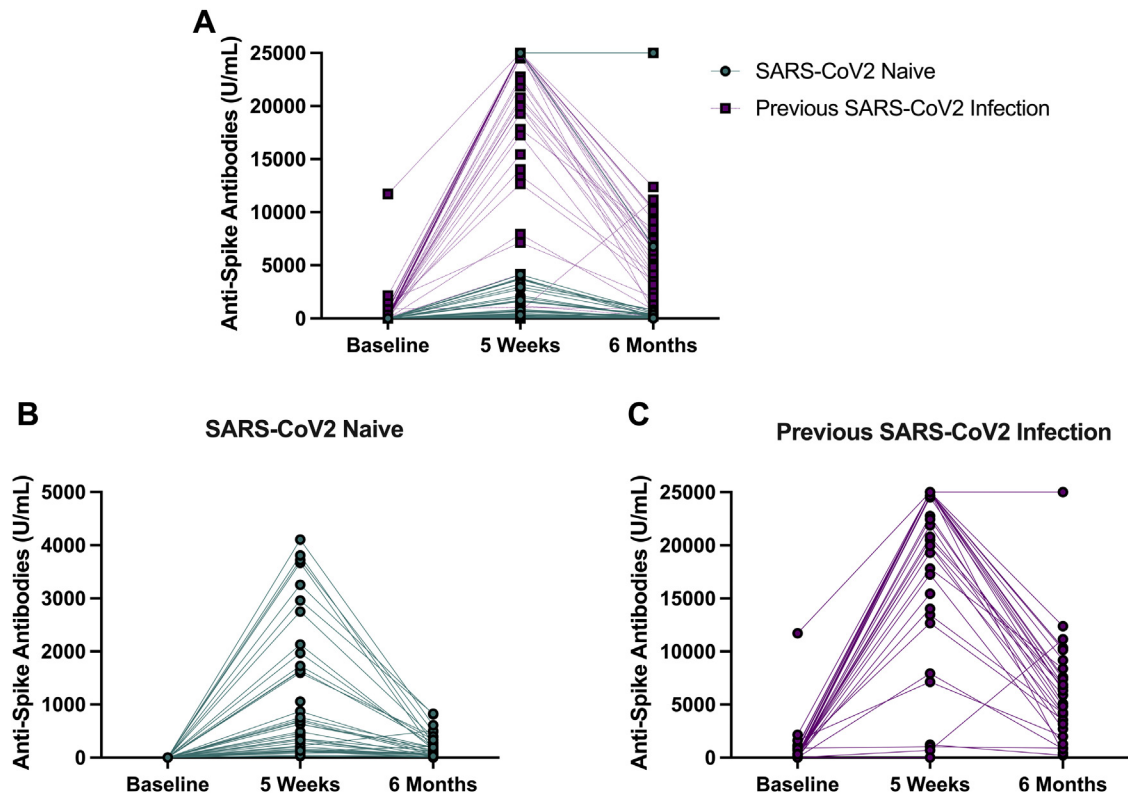 A
Anti-Spike Antibodies (U/mL)
25000
20000
15000
10000
5000
0
Baseline
5 Weeks
6 Months
SARS-CoV2 Naive
Previous SARS-CoV2 Infection
B
SARS-CoV2 Naive
Anti-Spike Antibodies (U/mL)
5000
4000
3000
2000
1000
0
Baseline
5 Weeks
6 Months
C
Previous SARS-CoV2 Infection
Anti-Spike Antibodies (U/mL)
25000
20000
15000
10000
5000
0
Baseline
5 Weeks
6 Months